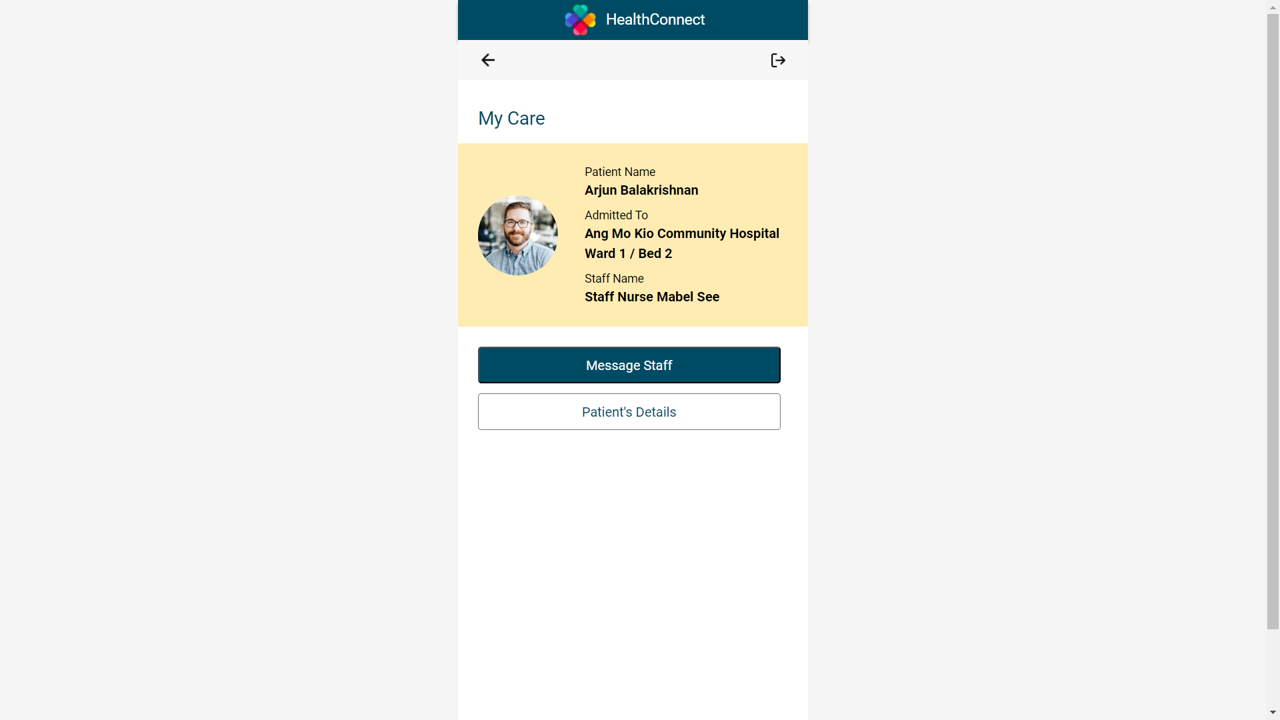 HealthConnect
My Care
Patient Name
Arjun Balakrishnan
Admitted To
Ang Mo Kio Community Hospital
Ward 1 / Bed 2
Staff Name
Staff Nurse Mabel See
Message Staff
Patient's Details